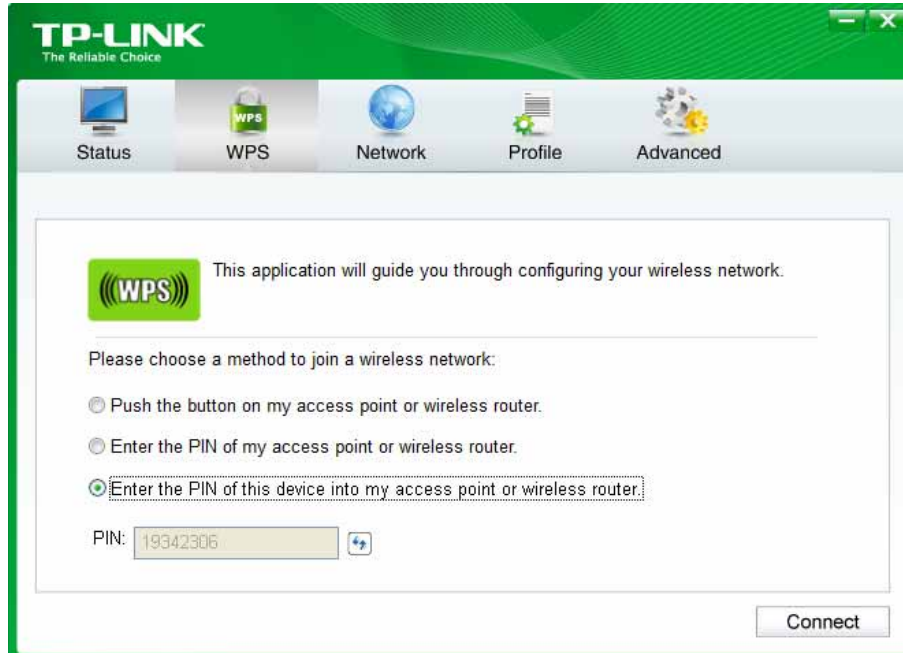 TP-LINK
The Reliable Choice
Status WPS Network Profile Advanced
WPS
(((WPS)))
This application will guide you through configuring your wireless network.
Please choose a method to join a wireless network:
Push the button on my access point or wireless router.
Enter the PIN of my access point or wireless router.
Enter the PIN of this device into my access point or wireless router.
PIN: 19342306
Connect